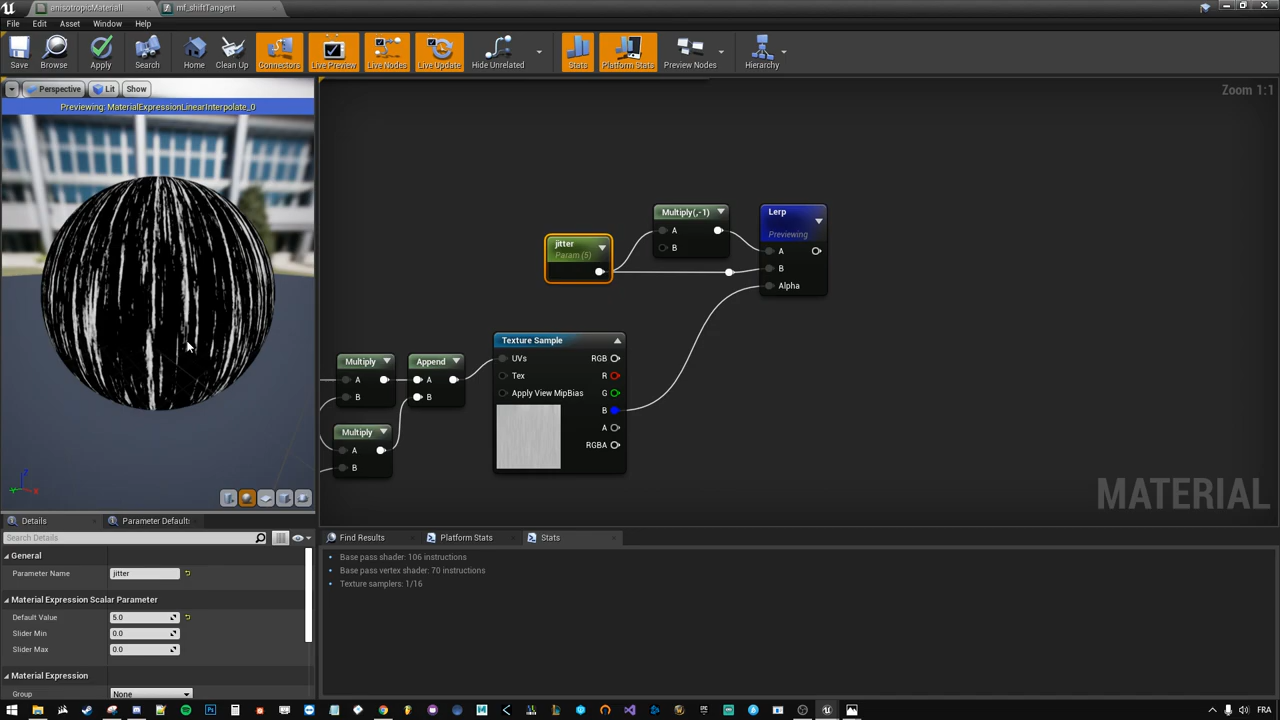 anisotropicMaterial1
mf_shiftTangent
File Edit Asset Window Help
Save Browse Apply Search Home Clean Up Connectors Live Preview Live Nodes Live Update Hide Unrelated Stats Platform Stats Preview Nodes Hierarchy
Perspective Lit Show
Previewing: MaterialExpressionLinearInterpolate_0
Zoom 1:1
jitter
Param (5)
Multiply(,-1)
A
B
Lerp
Previewing
A
B
Alpha
Multiply
A
B
Append
A
B
Multiply
A
B
Texture Sample
UVs RGB
Tex R
Apply View MipBias G
B
A
RGBA
MATERIAL
Details Parameter Default:
Search Details
General
Parameter Name jitter
Material Expression Scalar Parameter
Default Value 5.0
Slider Min 0.0
Slider Max 0.0
Material Expression
Group None
Find Results Platform Stats Stats
Base pass shader: 106 instructions
Base pass vertex shader: 70 instructions
Texture samplers: 1/16
FRA